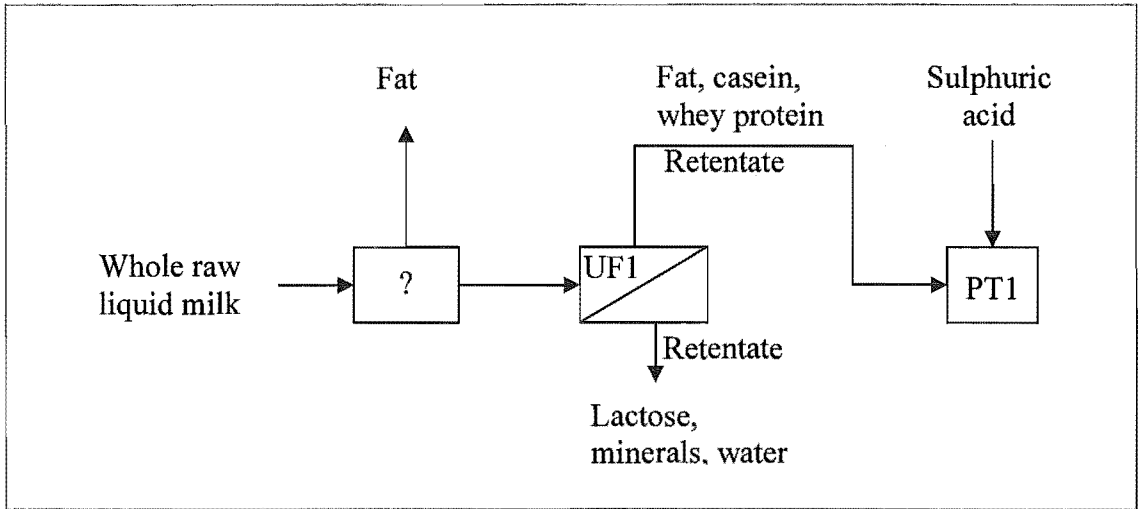 Fat
Fat, casein,
whey protein
Retentate
Sulphuric
acid
Whole raw
liquid milk
?
UF1
PT1
Retentate
Lactose,
minerals, water